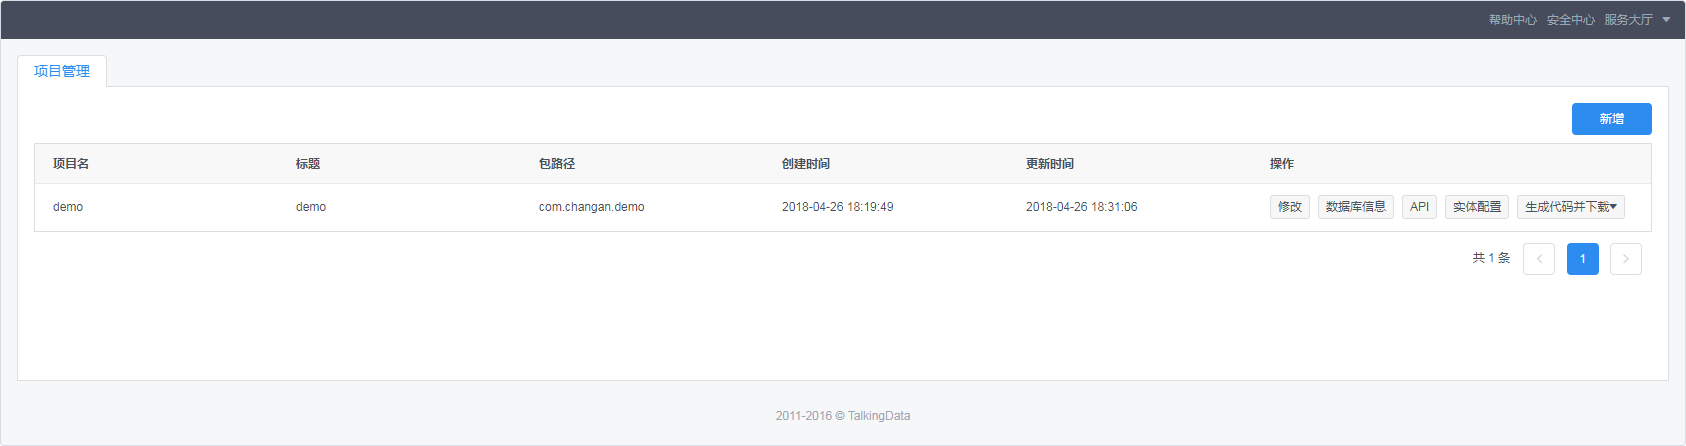 帮助中心 安全中心 服务大厅
项目管理
新增
项目名 标题 包路径 创建时间 更新时间 操作
demo demo com.changan.demo 2018-04-26 18:19:49 2018-04-26 18:31:06 修改 数据库信息 API 实体配置 生成代码并下载
共 1 条 1
2011-2016 © TalkingData